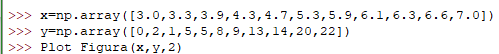 >>> x=np.array([3.0,3.3,3.9,4.3,4.7,5.3,5.9,6.1,6.3,6.6,7.0])
>>> y=np.array([0,2,1,5,5,8,9,13,14,20,22])
>>> Plot Figura(x,y,2)